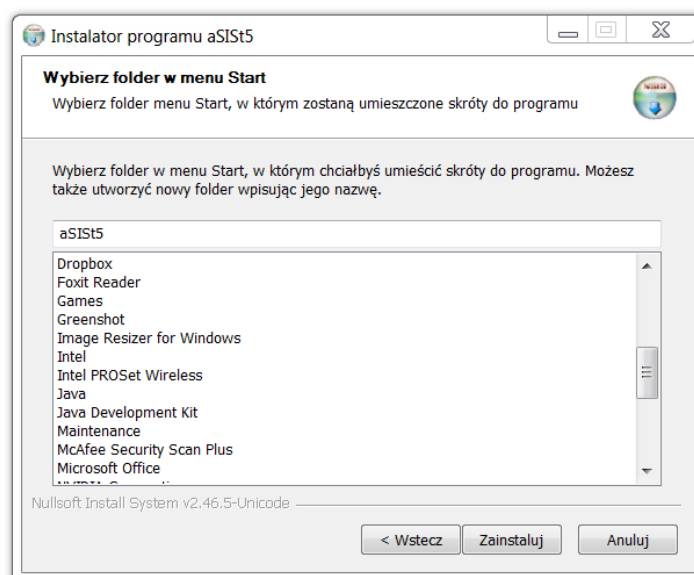 Instalator programu aSISt5
Wybierz folder w menu Start
Wybierz folder menu Start, w którym zostaną umieszczone skróty do programu
Wybierz folder w menu Start, w którym chciałbyś umieścić skróty do programu. Możesz
także utworzyć nowy folder wpisując jego nazwę.
aSISt5
Dropbox
Foxit Reader
Games
Greenshot
Image Resizer for Windows
Intel
Intel PROSet Wireless
Java
Java Development Kit
Maintenance
McAfee Security Scan Plus
Microsoft Office
Nullsoft Install System v2.46.5-Unicode
< Wstecz
Zainstaluj
Anuluj